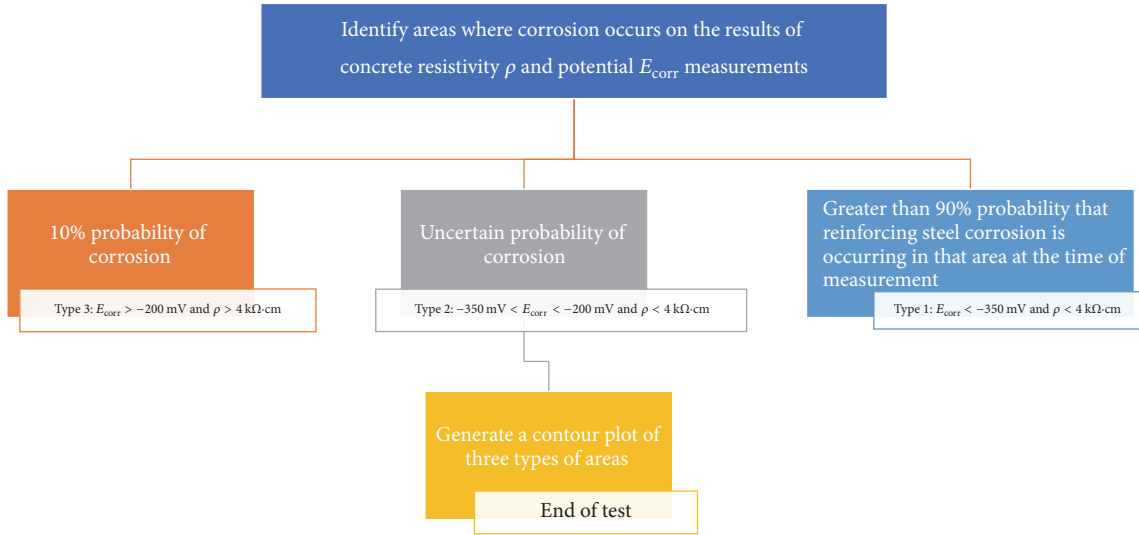 Identify areas where corrosion occurs on the results of
concrete resistivity ρ and potential E_corr measurements
10% probability of
corrosion
Type 3: E_corr > −200 mV and ρ > 4 kΩ·cm
Uncertain probability of
corrosion
Type 2: −350 mV < E_corr < −200 mV and ρ < 4 kΩ·cm
Greater than 90% probability that
reinforcing steel corrosion is
occurring in that area at the time of
measurement
Type 1: E_corr < −350 mV and ρ < 4 kΩ·cm
Generate a contour plot of
three types of areas
End of test